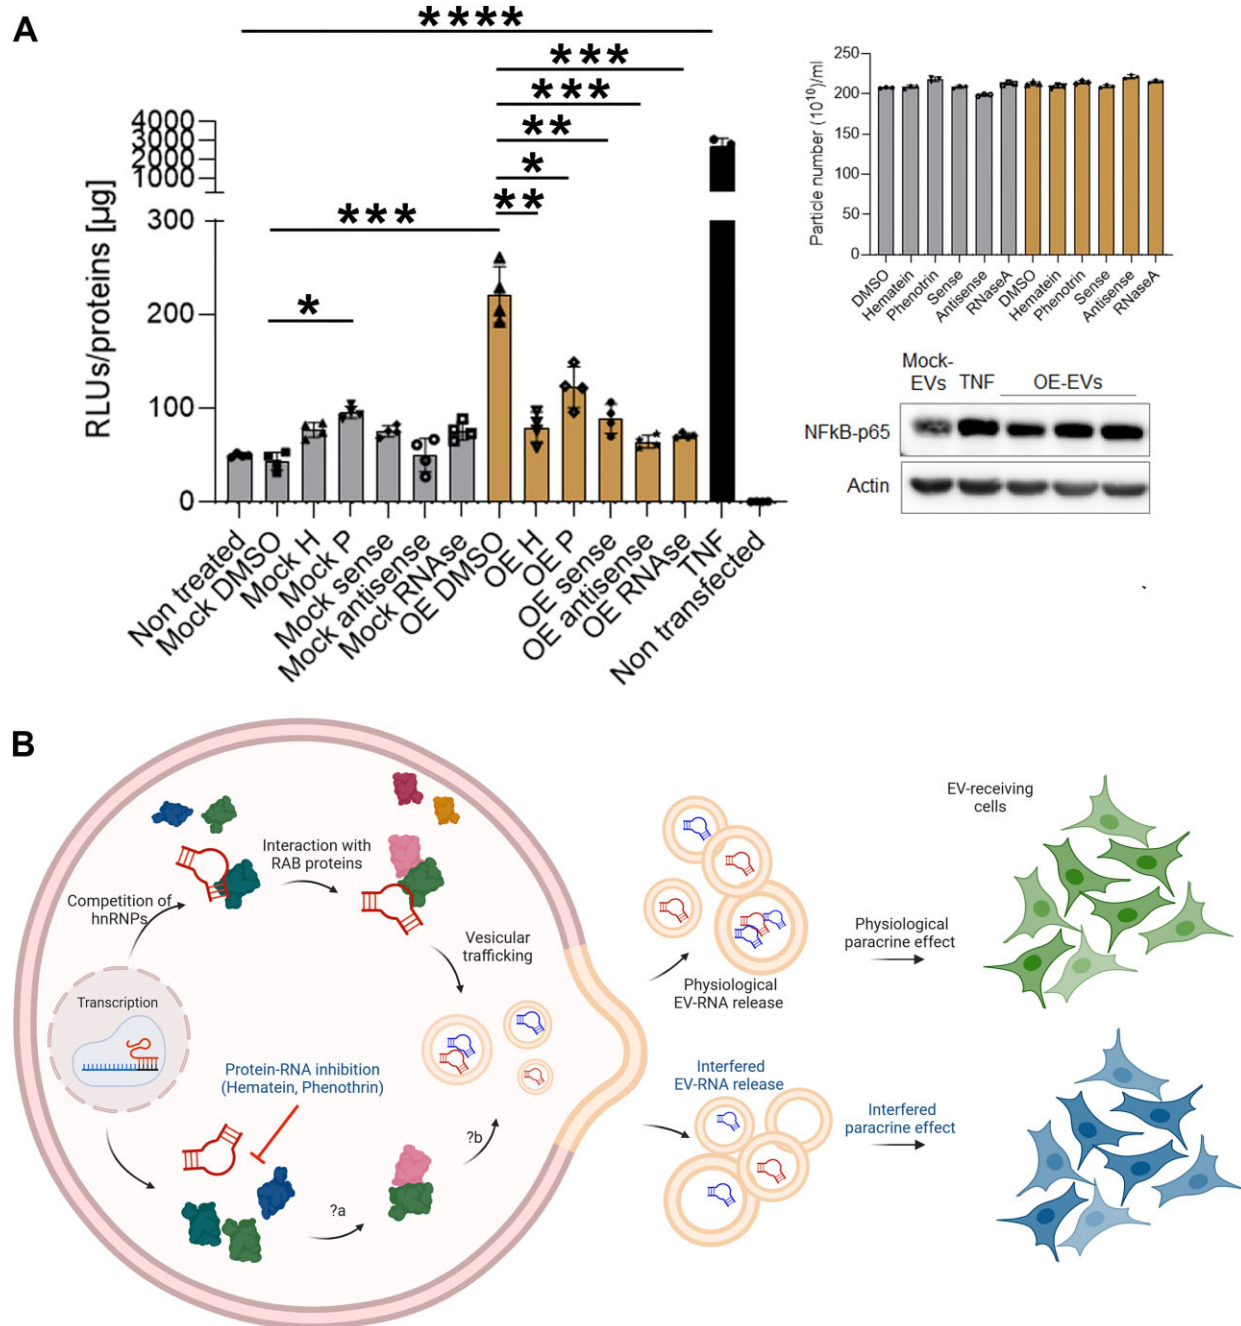 A
****
***
***
**
*
**
***
*
RLUs/proteins [µg]
4000
3000
2000
1000
300
200
100
0
Non treated
Mock DMSO
Mock H
Mock P
Mock sense
Mock antisense
Mock RNAse
OE DMSO
OE H
OE P
OE sense
OE antisense
OE RNAse
TNF
Non transfected
Particle number (10¹⁰)/ml
250
200
150
100
50
0
DMSO
Hematein
Phenotrin
Sense
Antisense
RNaseA
DMSO
Hematein
Phenotrin
Sense
Antisense
RNaseA
Mock-
EVs
TNF
OE-EVs
NFkB-p65
Actin
B
Competition of
hnRNPs
Interaction with
RAB proteins
Vesicular
trafficking
Transcription
Protein-RNA inhibition
(Hematein, Phenothrin)
?a
?b
Physiological
EV-RNA release
Physiological
paracrine effect
EV-receiving
cells
Interfered
EV-RNA release
Interfered
paracrine effect